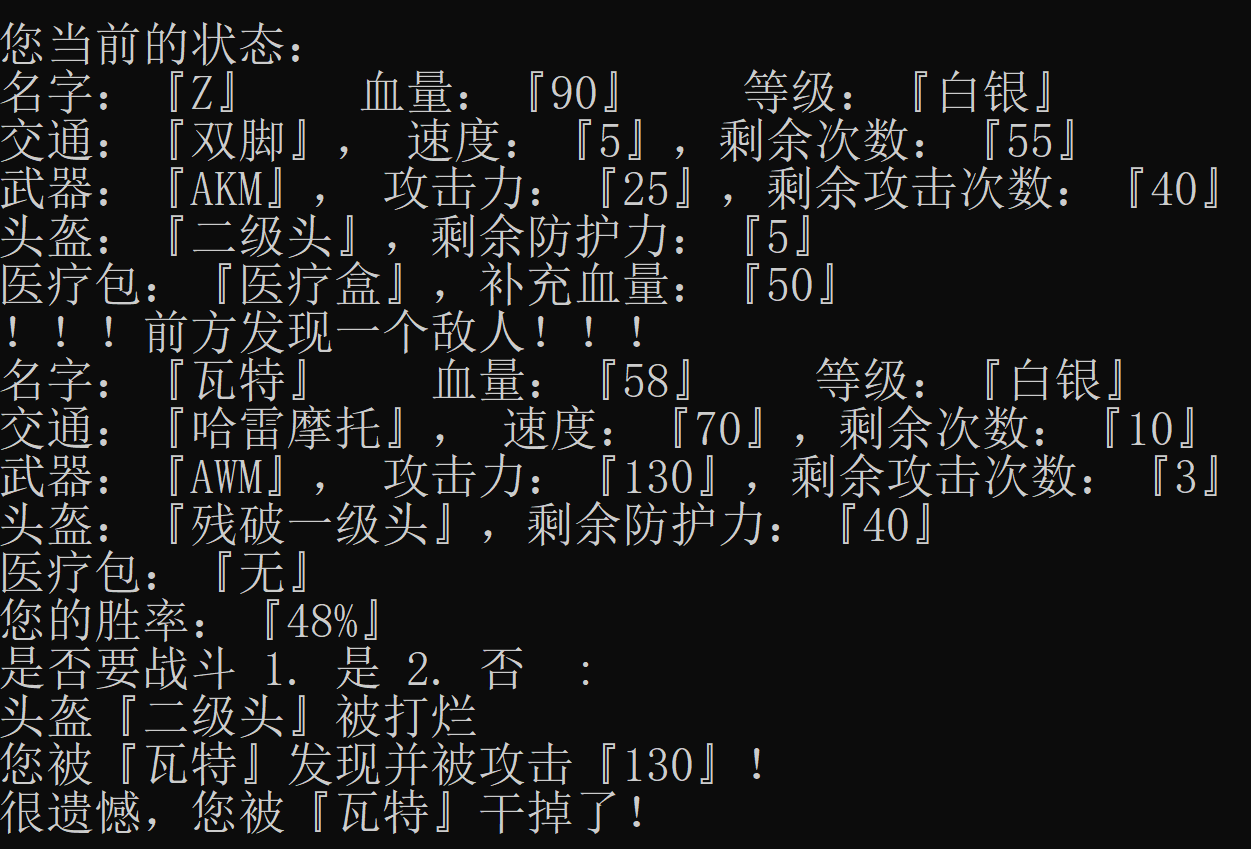 您当前的状态：
名字：『Z』    血量：『90』    等级：『白银』
交通：『双脚』， 速度：『5』，剩余次数：『55』
武器：『AKM』， 攻击力：『25』，剩余攻击次数：『40』
头盔：『二级头』，剩余防护力：『5』
医疗包：『医疗盒』，补充血量：『50』
！！！前方发现一个敌人！！！
名字：『瓦特』    血量：『58』    等级：『白银』
交通：『哈雷摩托』， 速度：『70』，剩余次数：『10』
武器：『AWM』， 攻击力：『130』，剩余攻击次数：『3』
头盔：『残破一级头』，剩余防护力：『40』
医疗包：『无』
您的胜率：『48%』
是否要战斗 1. 是 2. 否  :
头盔『二级头』被打烂
您被『瓦特』发现并被攻击『130』！
很遗憾，您被『瓦特』干掉了！